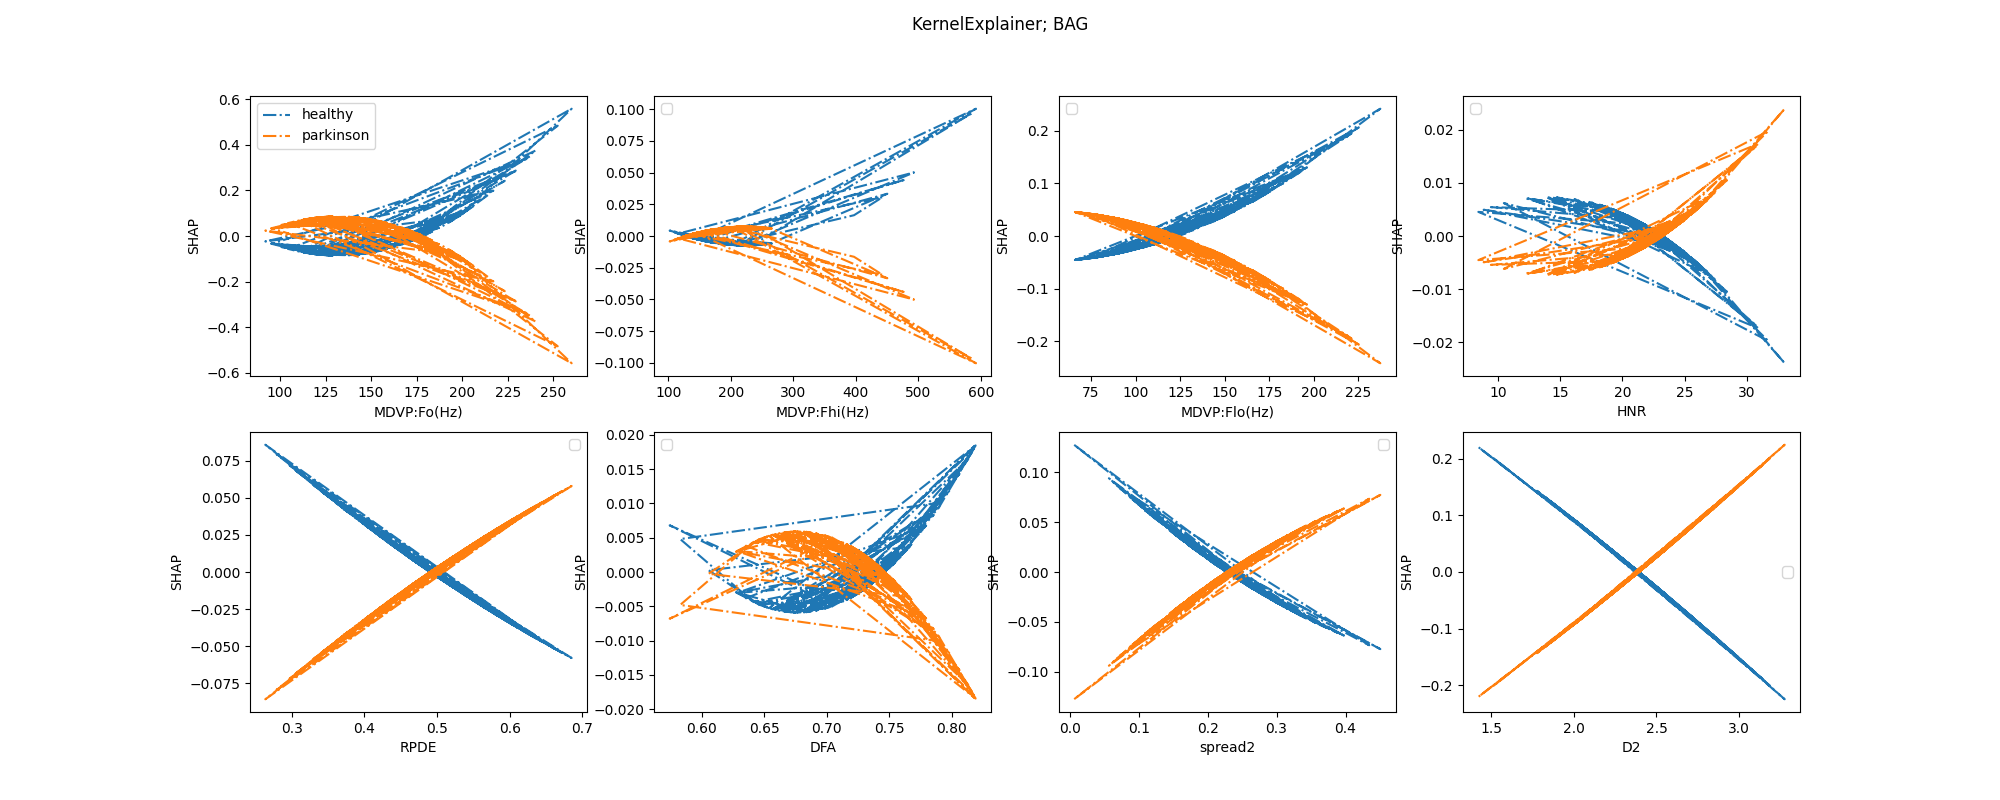 KernelExplainer; BAG
0.6
0.4
0.2
0.0
−0.2
−0.4
−0.6
SHAP
healthy
parkinson
100 125 150 175 200 225 250
MDVP:Fo(Hz)
0.100
0.075
0.050
0.025
0.000
−0.025
−0.050
−0.075
−0.100
SHAP
100 200 300 400 500 600
MDVP:Fhi(Hz)
0.2
0.1
0.0
−0.1
−0.2
SHAP
75 100 125 150 175 200 225
MDVP:Flo(Hz)
0.02
0.01
0.00
−0.01
−0.02
SHAP
10 15 20 25 30
HNR
0.075
0.050
0.025
0.000
−0.025
−0.050
−0.075
SHAP
0.3 0.4 0.5 0.6 0.7
RPDE
0.020
0.015
0.010
0.005
0.000
−0.005
−0.010
−0.015
−0.020
SHAP
0.60 0.65 0.70 0.75 0.80
DFA
0.10
0.05
0.00
−0.05
−0.10
SHAP
0.0 0.1 0.2 0.3 0.4
spread2
0.2
0.1
0.0
−0.1
−0.2
SHAP
1.5 2.0 2.5 3.0
D2